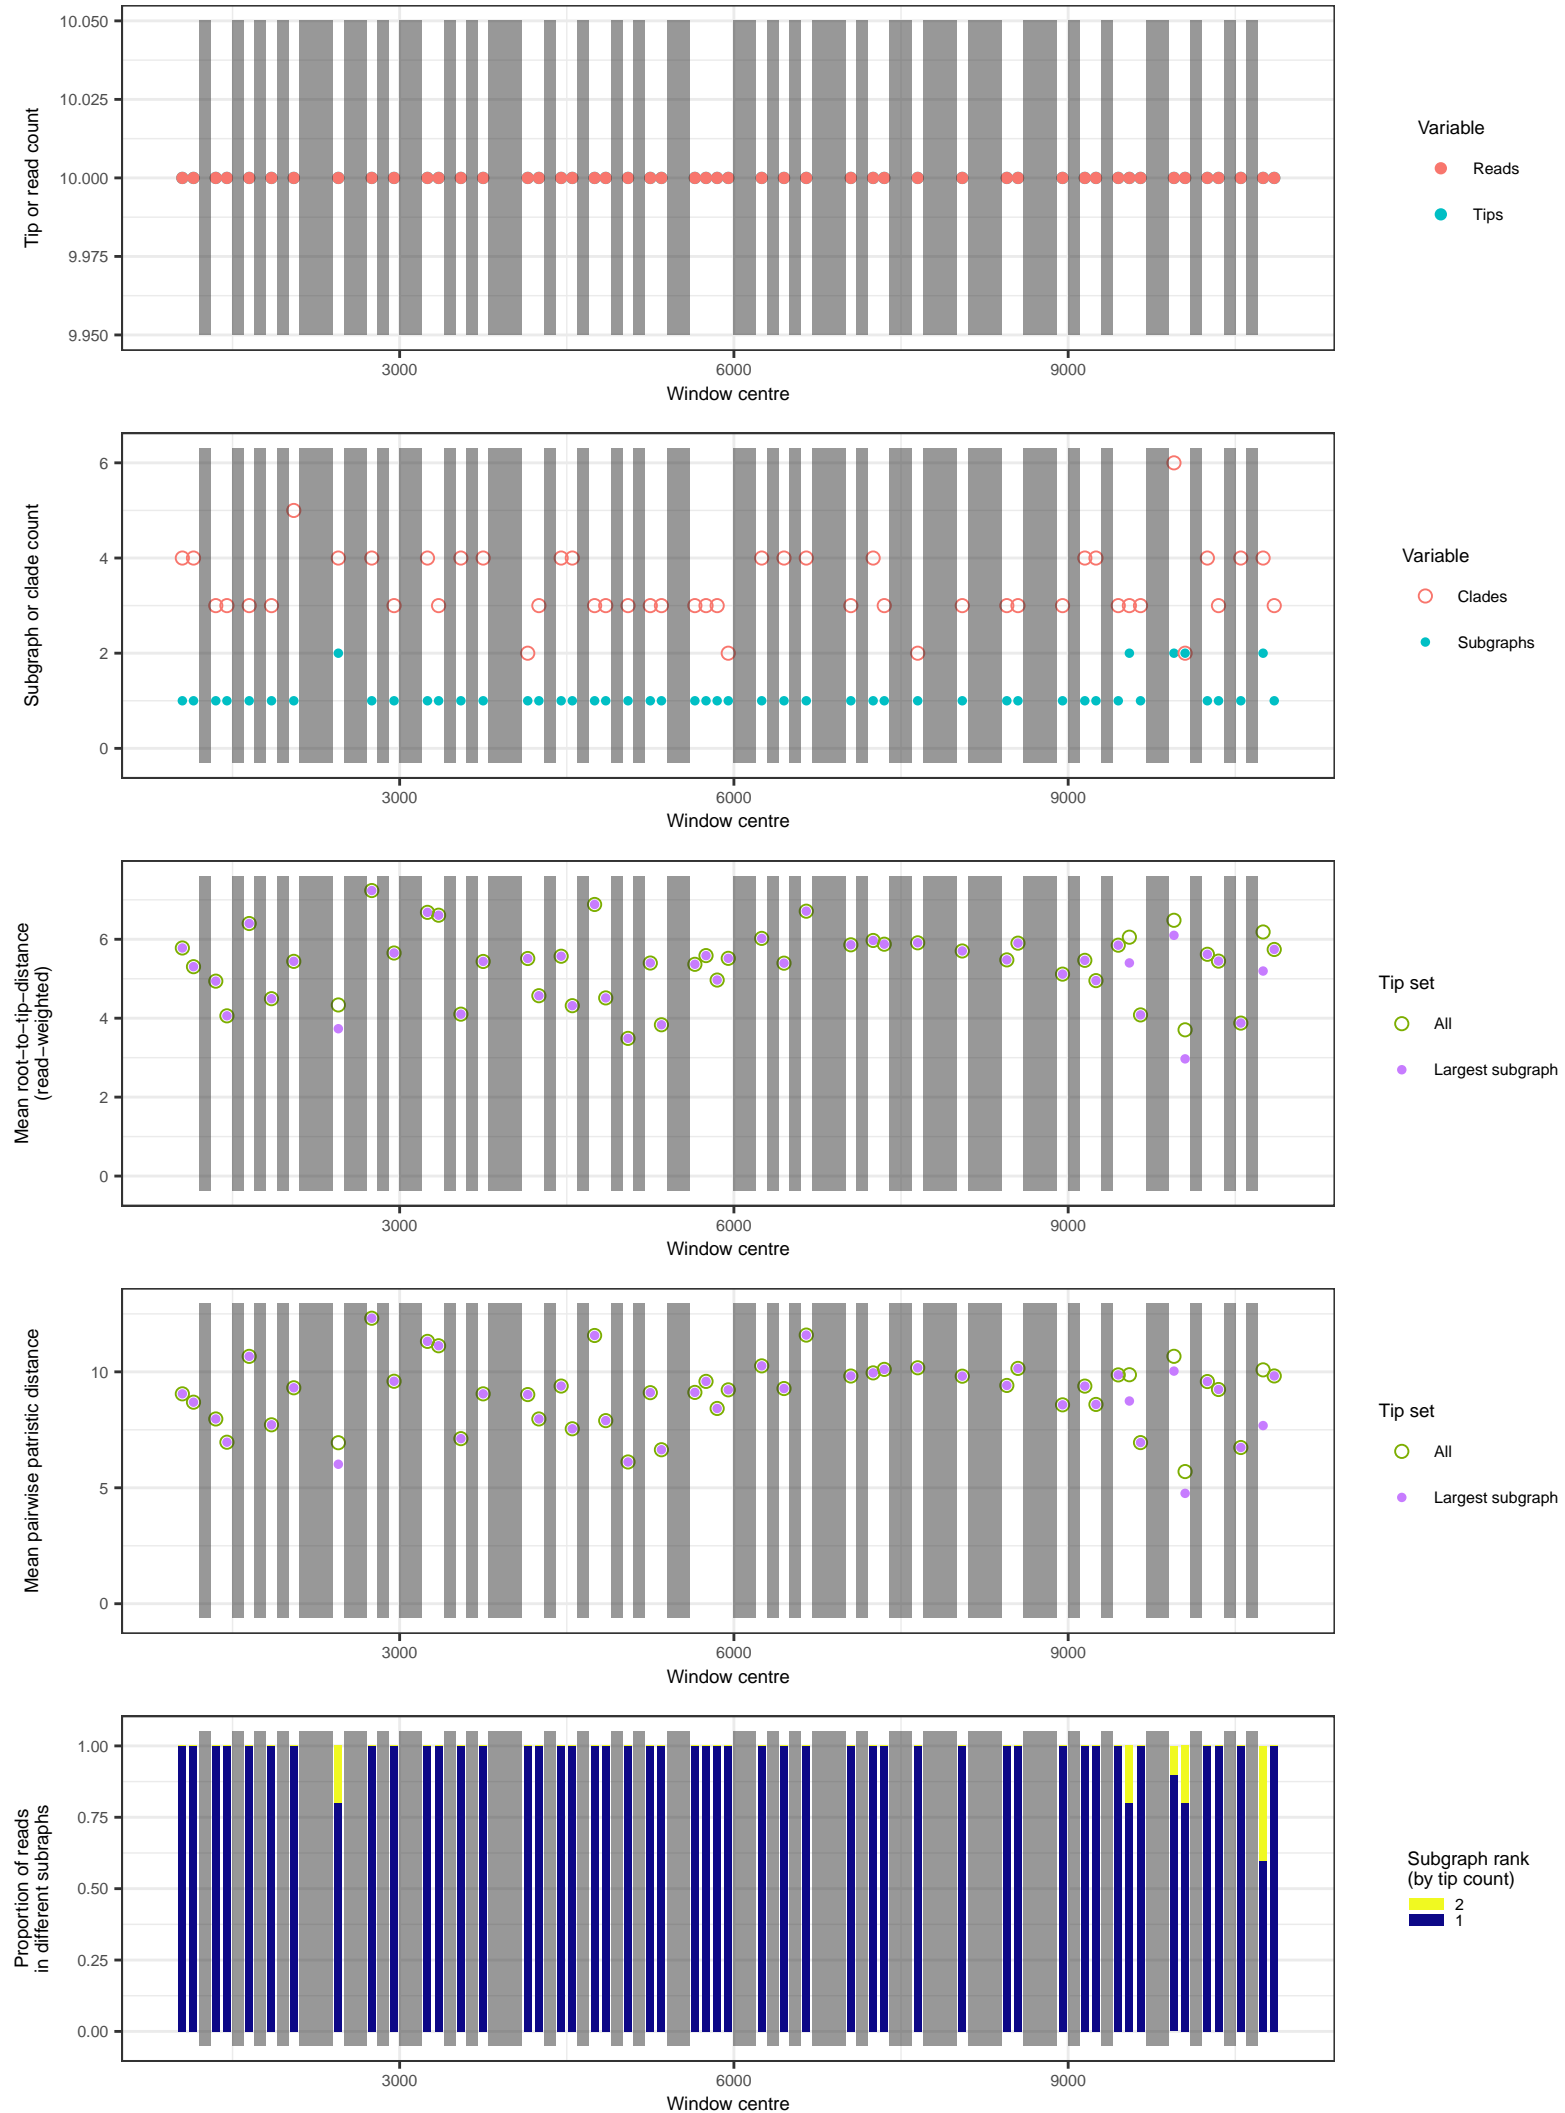 10.050
10.025
10.000
9.975
9.950
Tip or read count
3000 6000 9000
Window centre
Variable
Reads
Tips
6
4
2
0
Subgraph or clade count
3000 6000 9000
Window centre
Variable
Clades
Subgraphs
6
4
2
0
Mean root−to−tip−distance
(read−weighted)
3000 6000 9000
Window centre
Tip set
All
Largest subgraph
10
5
0
Mean pairwise patristic distance
3000 6000 9000
Window centre
Tip set
All
Largest subgraph
1.00
0.75
0.50
0.25
0.00
Proportion of reads
in different subraphs
3000 6000 9000
Window centre
Subgraph rank
(by tip count)
2
1